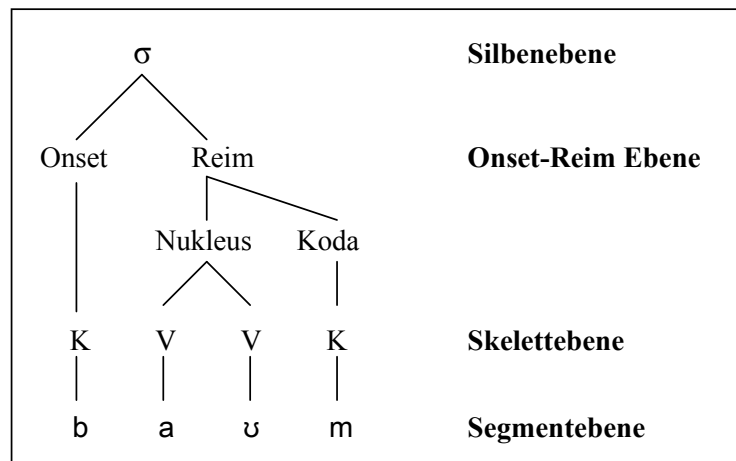 σ Silbenebene
Onset Reim Onset-Reim Ebene
Nukleus Koda
K V V K Skelettebene
b a ʊ m Segmentebene